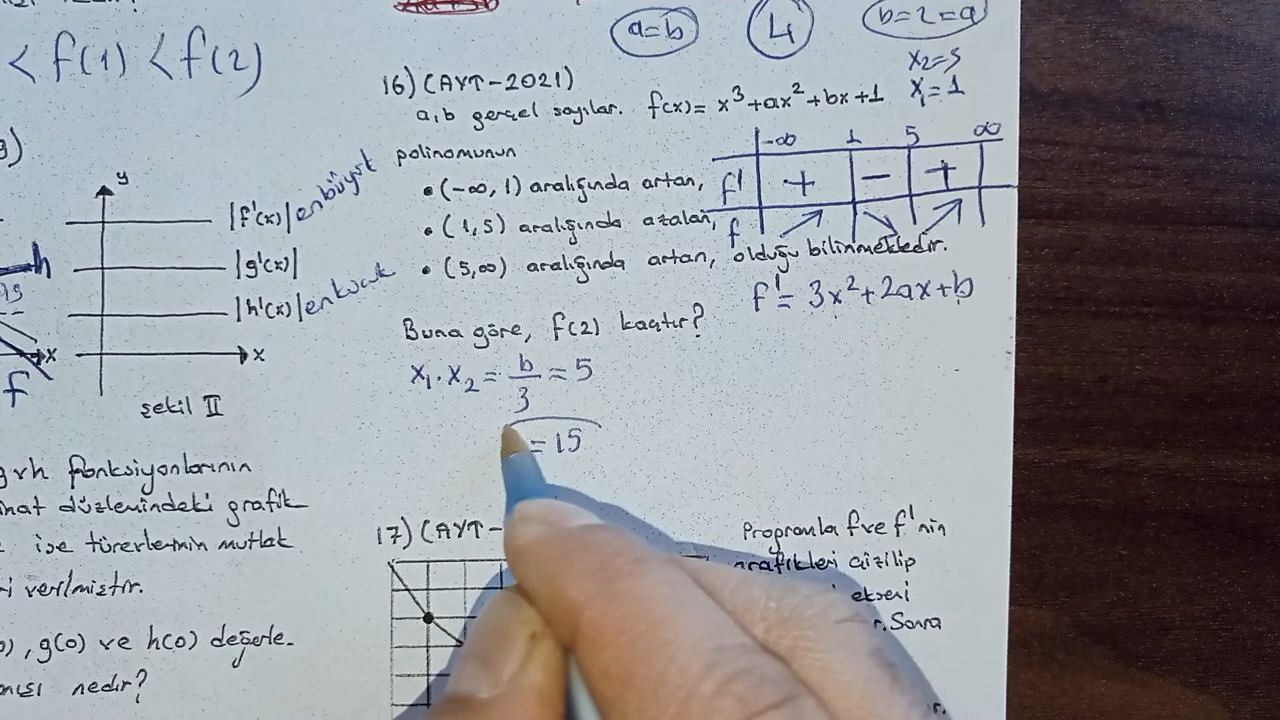 a=b
4
b=2=a
< f(1) < f(2)
16) (AYT-2021)
x2=5
x1=1
a,b gerçel sayılar. f(x)= x³+ax²+bx+1
polinomunun
• (-∞, 1) aralığında artan,
• (1,5) aralığında azalan,
• (5,∞) aralığında artan, olduğu bilinmektedir.
-∞ 1 5 ∞
f' + - +
f
f' = 3x²+2ax+b
Buna göre, f(2) kaçtır?
x1.x2 = b/3 = 5
= 15
y
|f'(x)| en büyük
|g'(x)|
|h'(x)| en küçük
x
x
h
f
şekil II
g ve h fonksiyonlarının
düzlemindeki grafik
ise türevlerinin mutlak
verilmiştir.
, g(0) ve h(0) değerle-
nedir?
17) (AYT-
Programla f ve f' nin
grafikleri çizilip
ekseni
Sonra